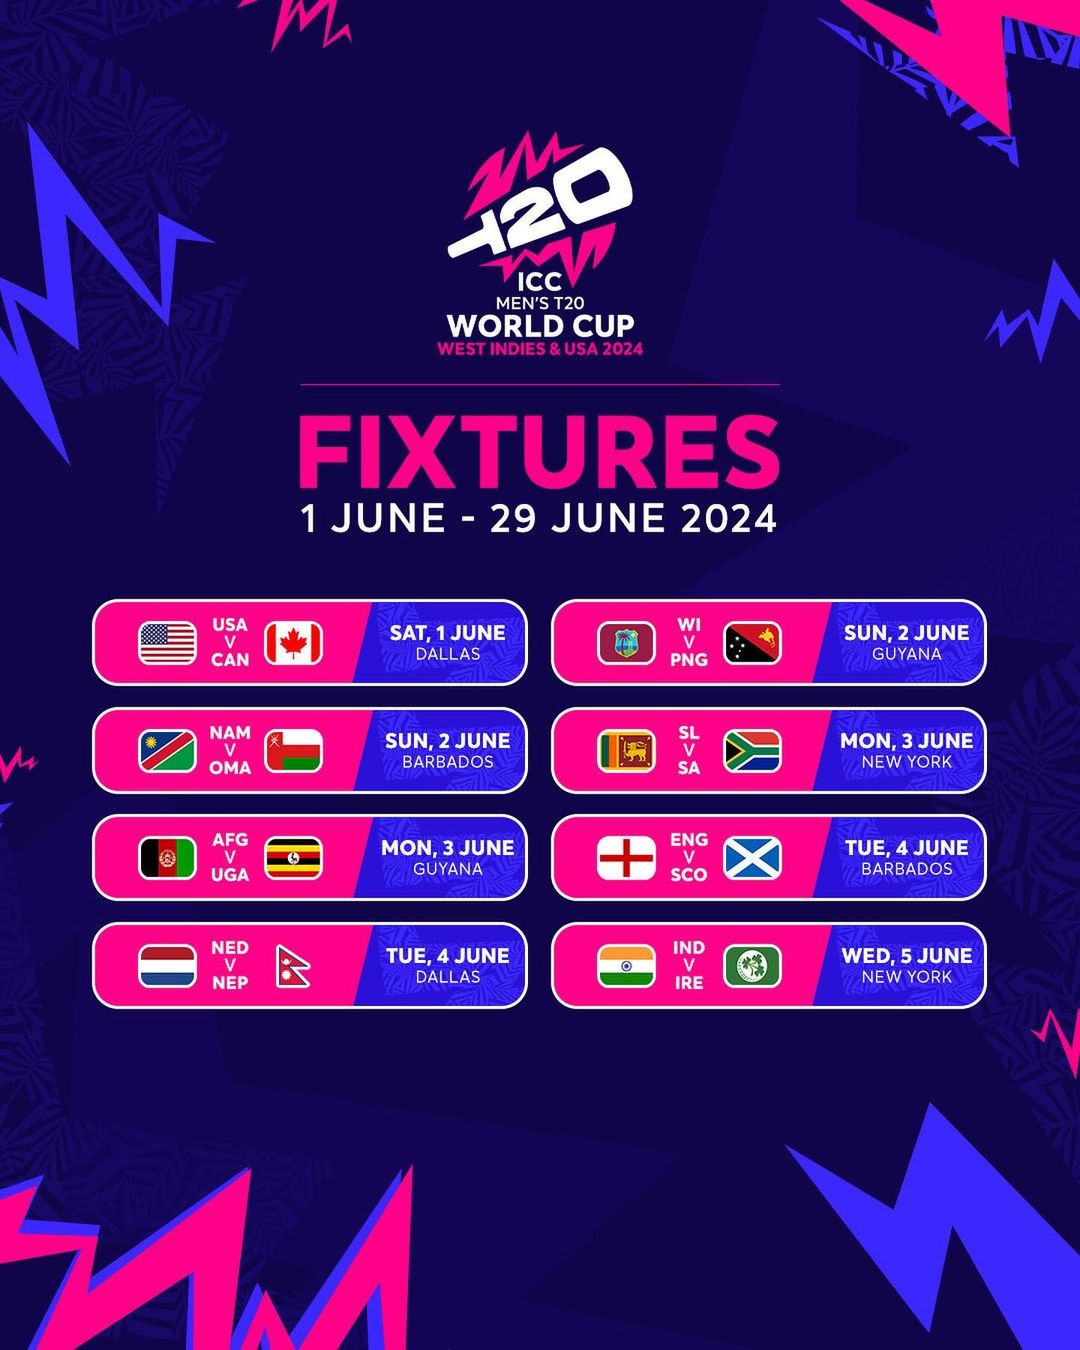 T20
ICC
MEN'S T20
WORLD CUP
WEST INDIES & USA 2024
FIXTURES
1 JUNE - 29 JUNE 2024
USA
V
CAN
SAT, 1 JUNE
DALLAS
WI
V
PNG
SUN, 2 JUNE
GUYANA
NAM
V
OMA
SUN, 2 JUNE
BARBADOS
SL
V
SA
MON, 3 JUNE
NEW YORK
AFG
V
UGA
MON, 3 JUNE
GUYANA
ENG
V
SCO
TUE, 4 JUNE
BARBADOS
NED
V
NEP
TUE, 4 JUNE
DALLAS
IND
V
IRE
WED, 5 JUNE
NEW YORK